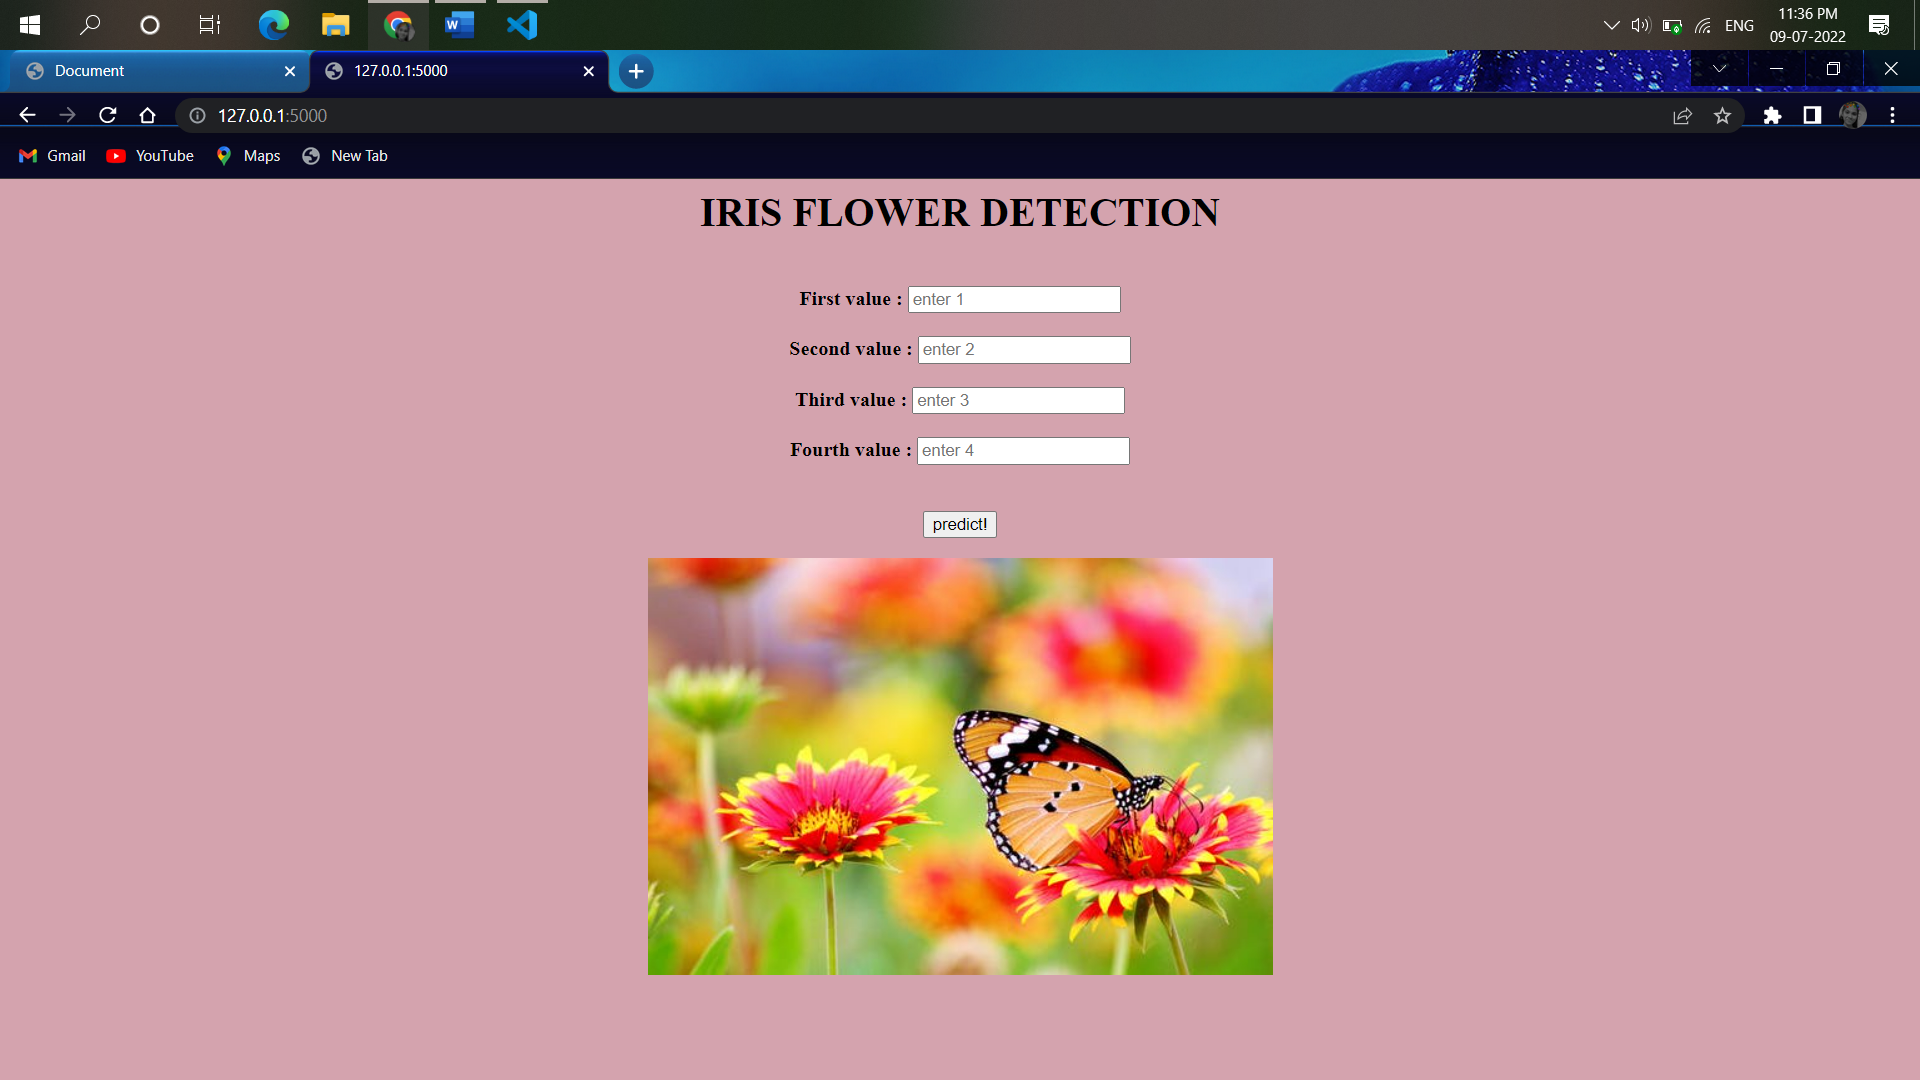 ENG
11:36 PM
09-07-2022
Document
127.0.0.1:5000
127.0.0.1:5000
Gmail
YouTube
Maps
New Tab
IRIS FLOWER DETECTION
First value : enter 1
Second value : enter 2
Third value : enter 3
Fourth value : enter 4
predict!